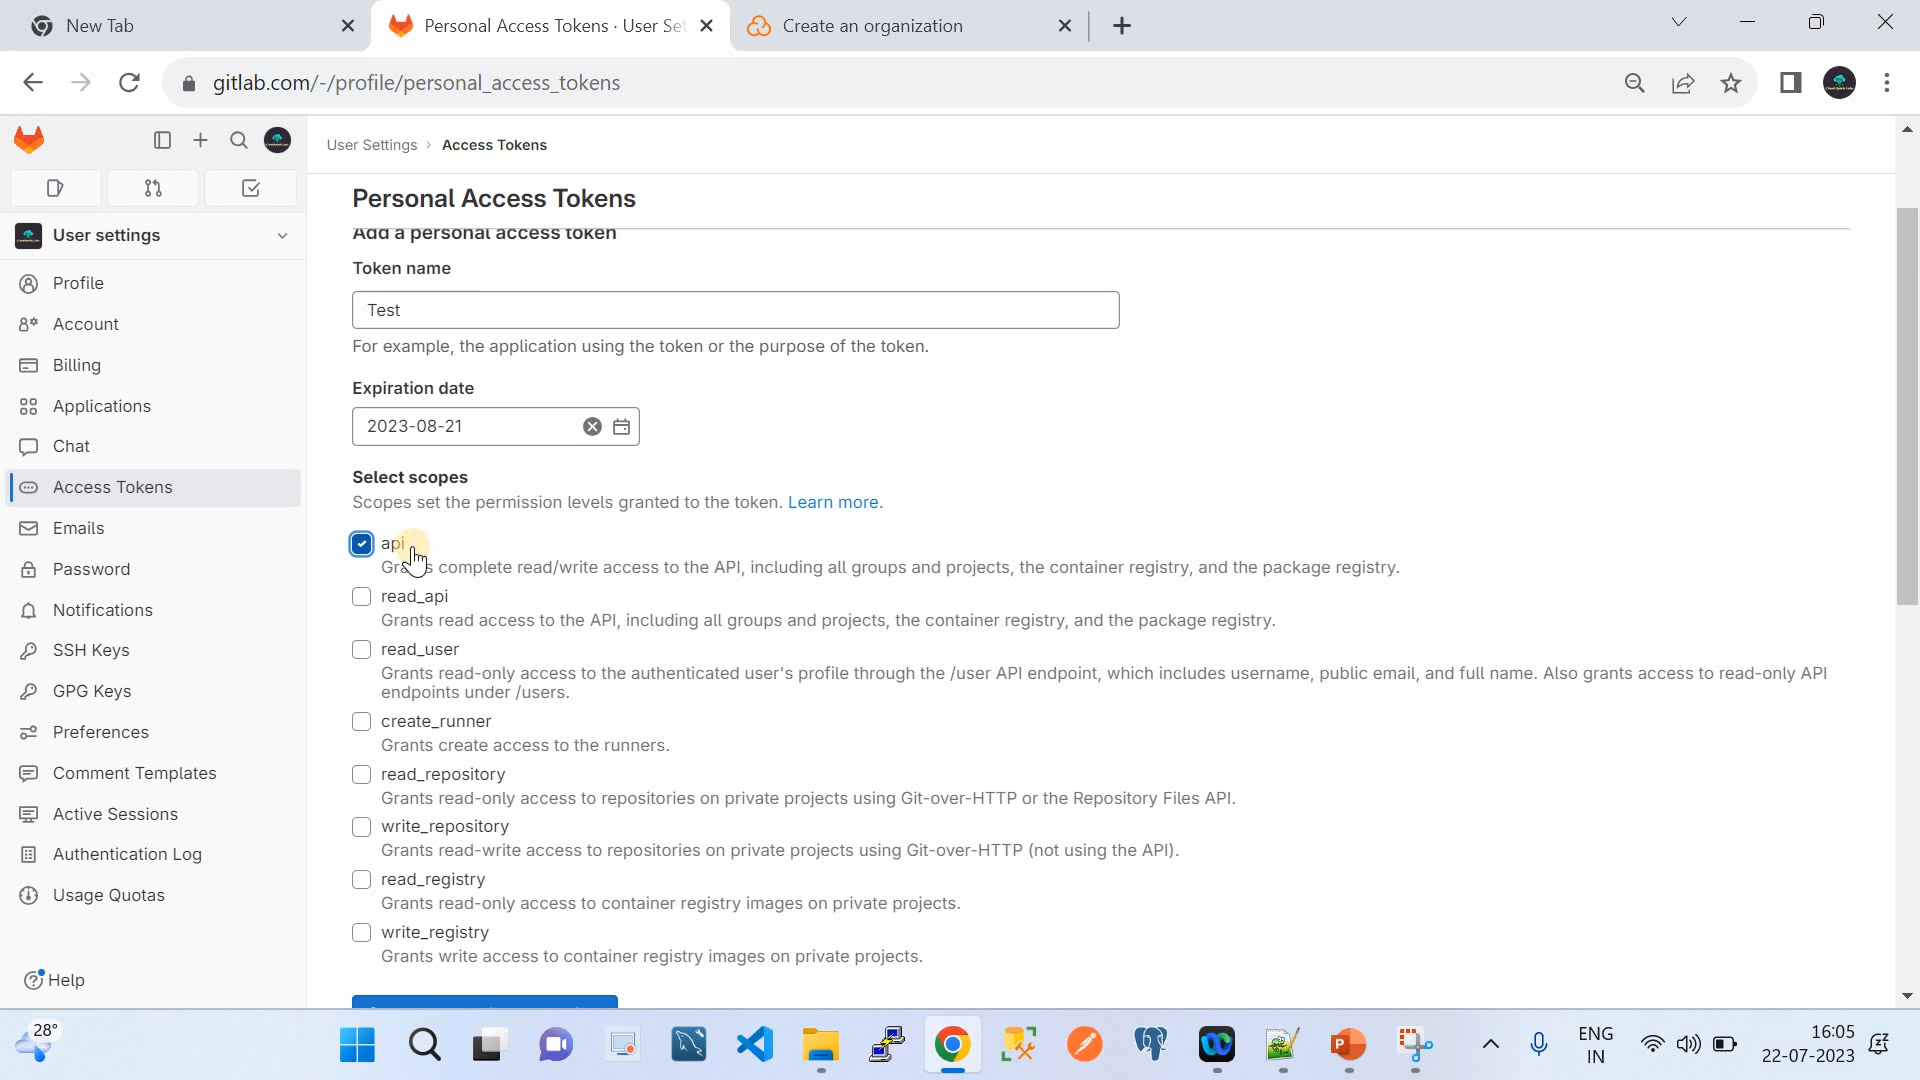 New Tab
Personal Access Tokens · User Set
Create an organization
gitlab.com/-/profile/personal_access_tokens
User Settings › Access Tokens
User settings
Profile
Account
Billing
Applications
Chat
Access Tokens
Emails
Password
Notifications
SSH Keys
GPG Keys
Preferences
Comment Templates
Active Sessions
Authentication Log
Usage Quotas
Help
Personal Access Tokens
Add a personal access token
Token name
Test
For example, the application using the token or the purpose of the token.
Expiration date
2023-08-21
Select scopes
Scopes set the permission levels granted to the token. Learn more.
api
Grants complete read/write access to the API, including all groups and projects, the container registry, and the package registry.
read_api
Grants read access to the API, including all groups and projects, the container registry, and the package registry.
read_user
Grants read-only access to the authenticated user's profile through the /user API endpoint, which includes username, public email, and full name. Also grants access to read-only API
endpoints under /users.
create_runner
Grants create access to the runners.
read_repository
Grants read-only access to repositories on private projects using Git-over-HTTP or the Repository Files API.
write_repository
Grants read-write access to repositories on private projects using Git-over-HTTP (not using the API).
read_registry
Grants read-only access to container registry images on private projects.
write_registry
Grants write access to container registry images on private projects.
28°
ENG
IN
16:05
22-07-2023